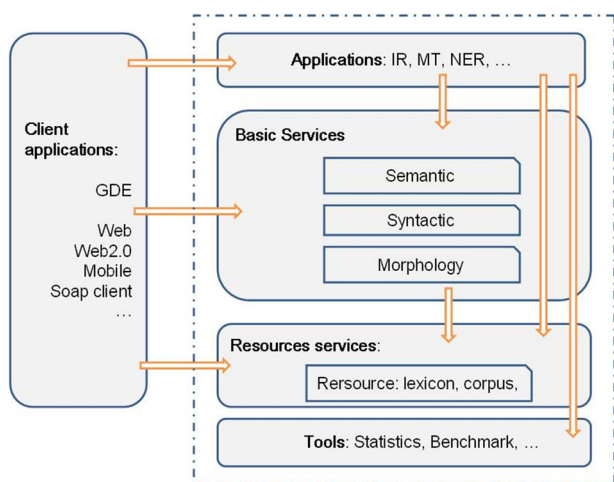 Client
applications:
GDE
Web
Web2.0
Mobile
Soap client
...
Applications: IR, MT, NER, ...
Basic Services
Semantic
Syntactic
Morphology
Resources services:
Rersource: lexicon, corpus,
Tools: Statistics, Benchmark, ...